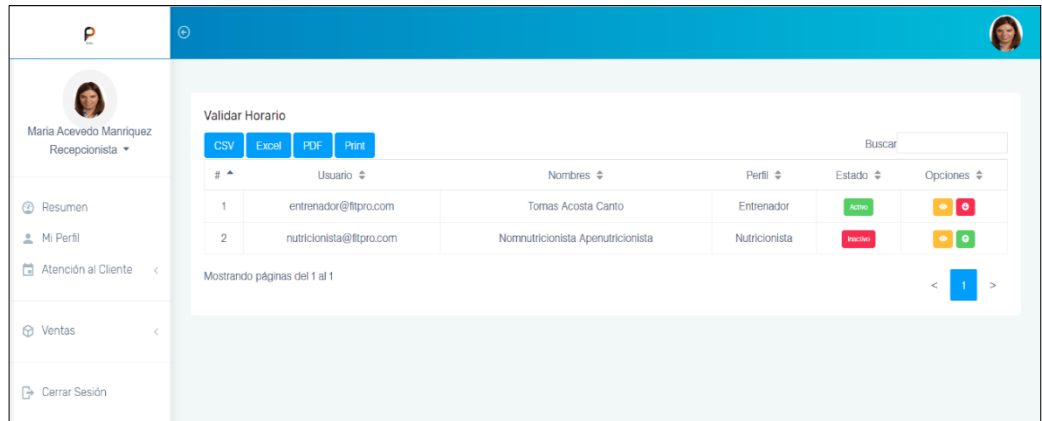 Maria Acevedo Manriquez
Recepcionista
Resumen
Mi Perfil
Atención al Cliente
Ventas
Cerrar Sesión
Validar Horario
CSV Excel PDF Print
Buscar
# Usuario Nombres Perfil Estado Opciones
1 entrenador@fitpro.com Tomas Acosta Canto Entrenador Activo
2 nutricionista@fitpro.com Nomnutricionista Apenutricionista Nutricionista Inactivo
Mostrando páginas del 1 al 1
< 1 >